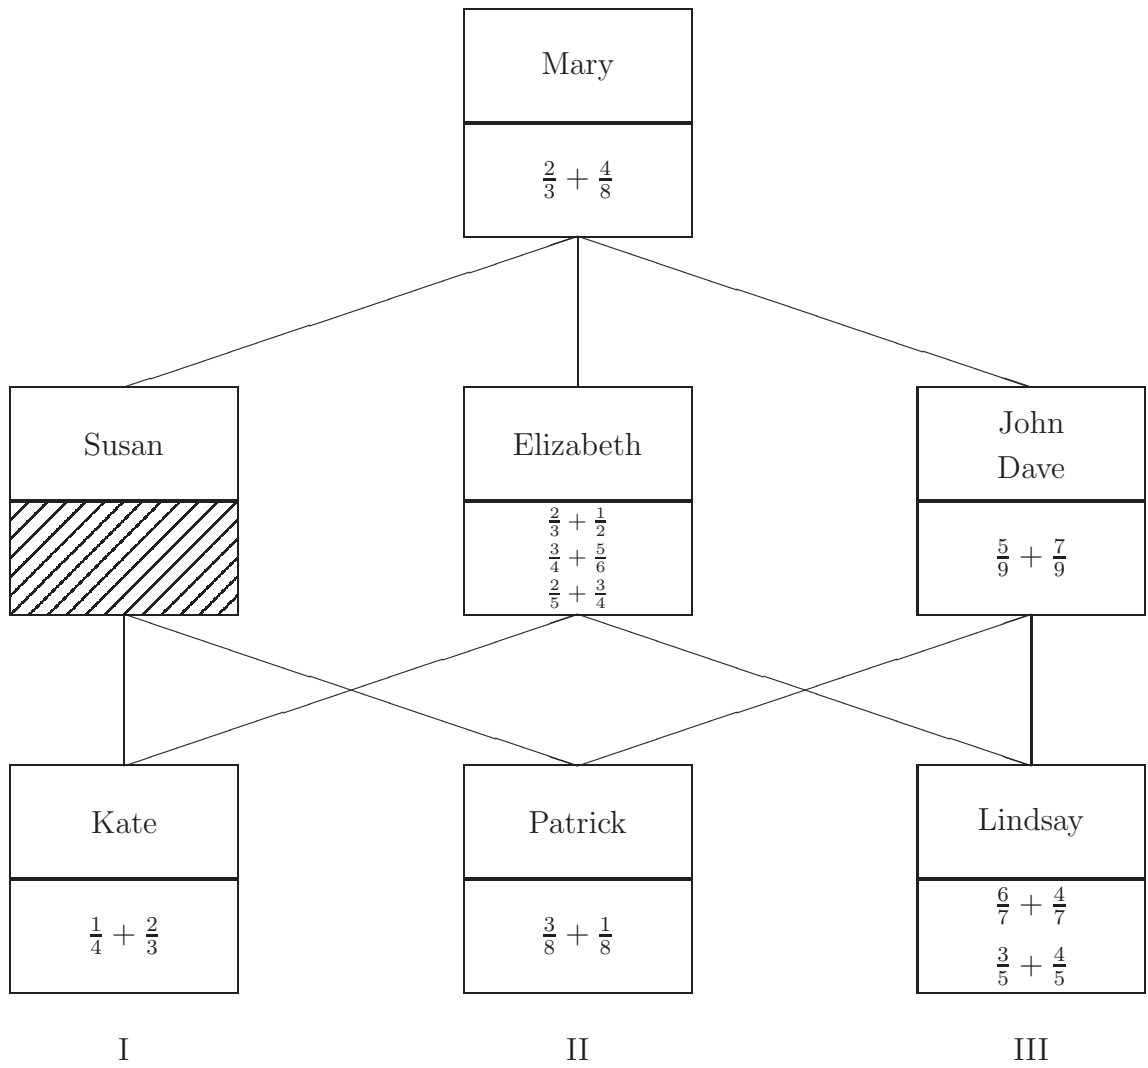 Mary
2/3 + 4/8
Susan
Elizabeth
2/3 + 1/2
3/4 + 5/6
2/5 + 3/4
John
Dave
5/9 + 7/9
Kate
1/4 + 2/3
Patrick
3/8 + 1/8
Lindsay
6/7 + 4/7
3/5 + 4/5
I II III